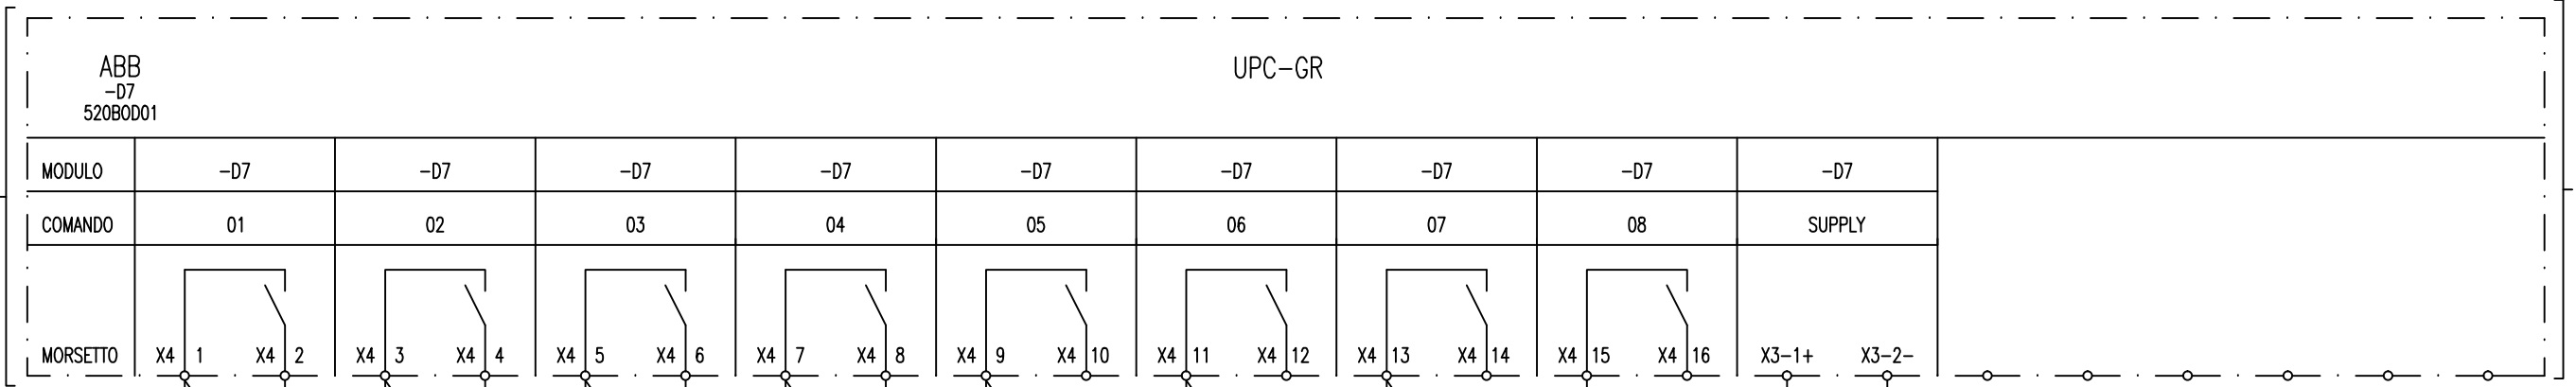 UPC-GR
ABB
-D7
520BOD01
MODULO -D7 -D7 -D7 -D7 -D7 -D7 -D7 -D7 -D7
COMANDO 01 02 03 04 05 06 07 08 SUPPLY
MORSETTO X4 1 X4 2 X4 3 X4 4 X4 5 X4 6 X4 7 X4 8 X4 9 X4 10 X4 11 X4 12 X4 13 X4 14 X4 15 X4 16 X3-1+ X3-2-